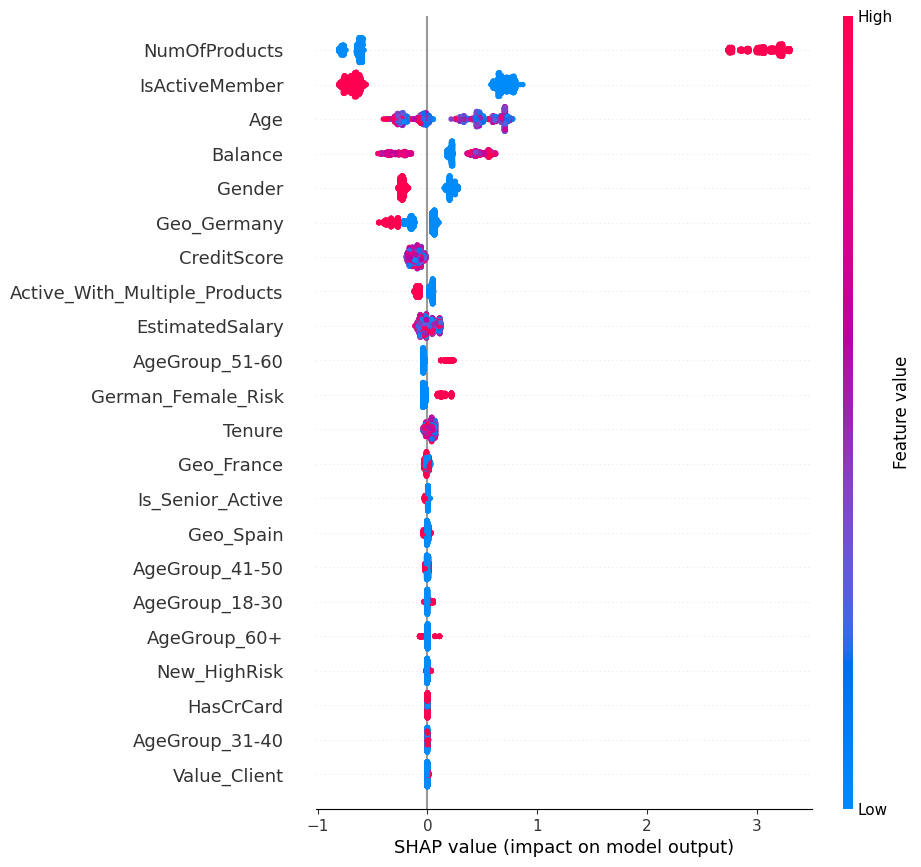 High
NumOfProducts
IsActiveMember
Age
Balance
Gender
Geo_Germany
CreditScore
Active_With_Multiple_Products
EstimatedSalary
AgeGroup_51-60
German_Female_Risk
Tenure
Geo_France
Is_Senior_Active
Geo_Spain
AgeGroup_41-50
AgeGroup_18-30
AgeGroup_60+
New_HighRisk
HasCrCard
AgeGroup_31-40
Value_Client
Feature value
Low
−1 0 1 2 3
SHAP value (impact on model output)